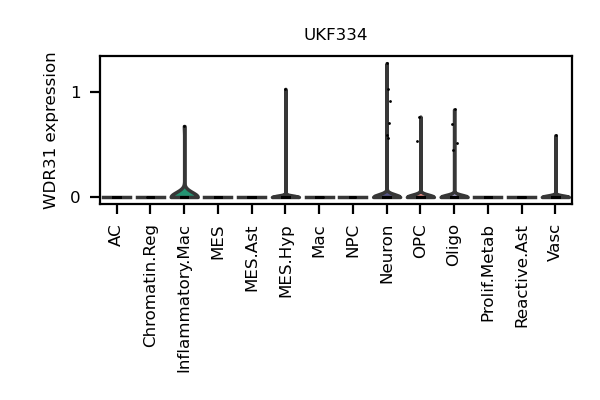 UKF334
WDR31 expression
1
0
AC
Chromatin.Reg
Inflammatory.Mac
MES
MES.Ast
MES.Hyp
Mac
NPC
Neuron
OPC
Oligo
Prolif.Metab
Reactive.Ast
Vasc